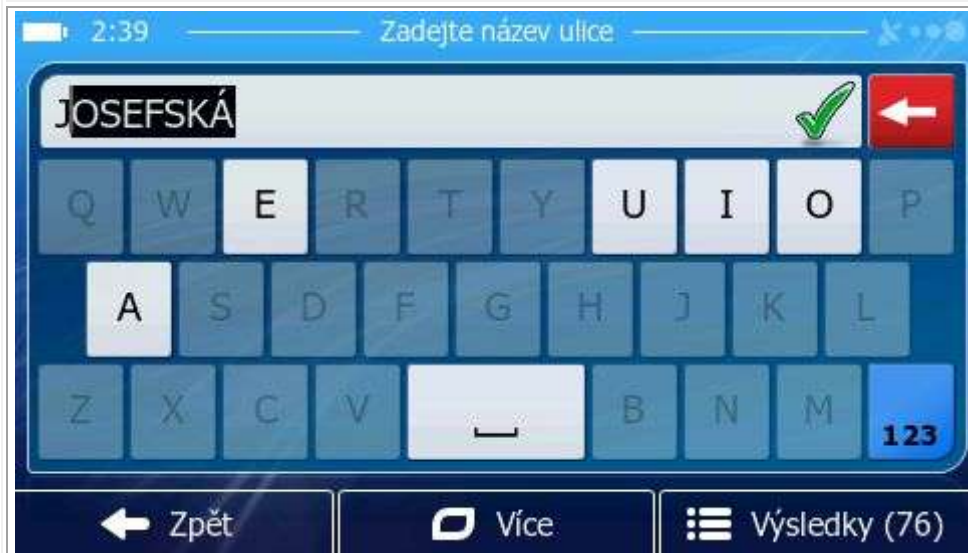 2:39 Zadejte název ulice
JOSEFSKÁ
Q W E R T Y U I O P
A S D F G H J K L
Z X C V B N M 123
Zpět Více Výsledky (76)